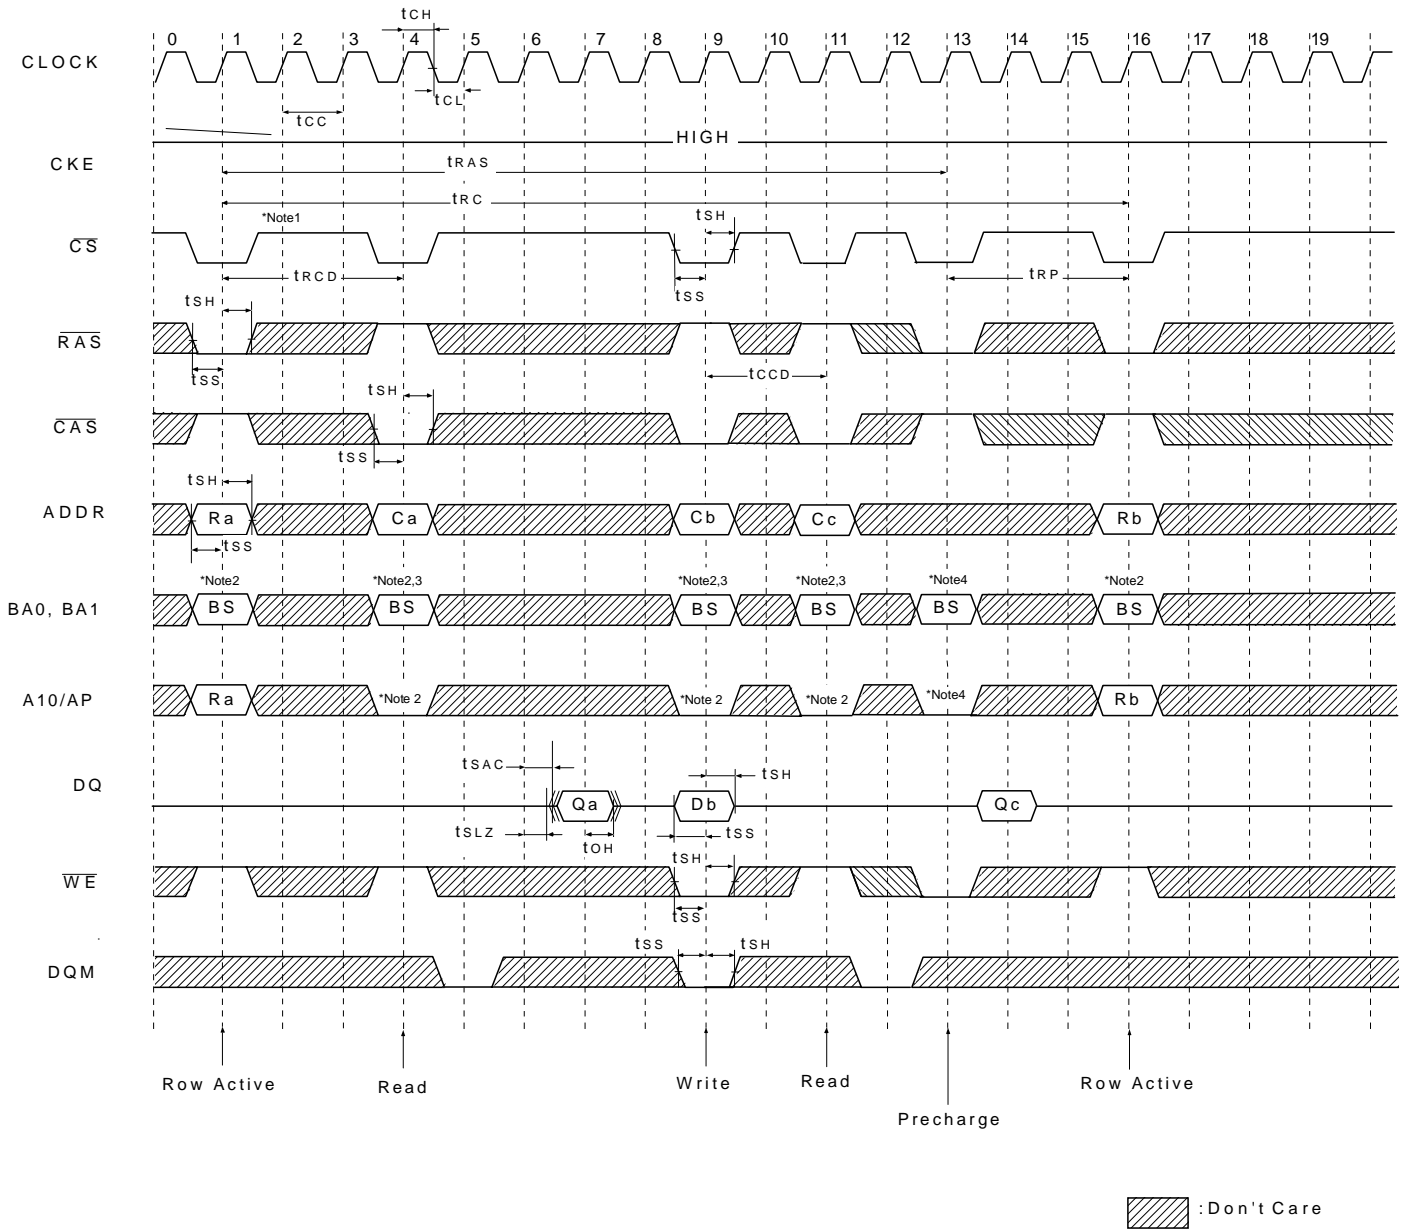 tCH
0 1 2 3 4 5 6 7 8 9 10 11 12 13 14 15 16 17 18 19
CLOCK
tCL
tCC
HIGH
CKE
tRAS
tRC
*Note1
tSH
CS
tRCD
tRP
tSS
tSH
RAS
tSS
tCCD
tSH
CAS
tSS
tSH
ADDR
Ra Ca Cb Cc Rb
tSS
*Note2 *Note2,3 *Note2,3 *Note2,3 *Note4 *Note2
BA0, BA1
BS BS BS BS BS BS
A10/AP
Ra *Note 2 *Note 2 *Note 2 *Note4 Rb
tSAC
tSH
DQ
Qa Db Qc
tSLZ
tOH
tSS
tSH
WE
tSS
tSS tSH
DQM
Row Active Read Write Read Row Active
Precharge
:Don't Care